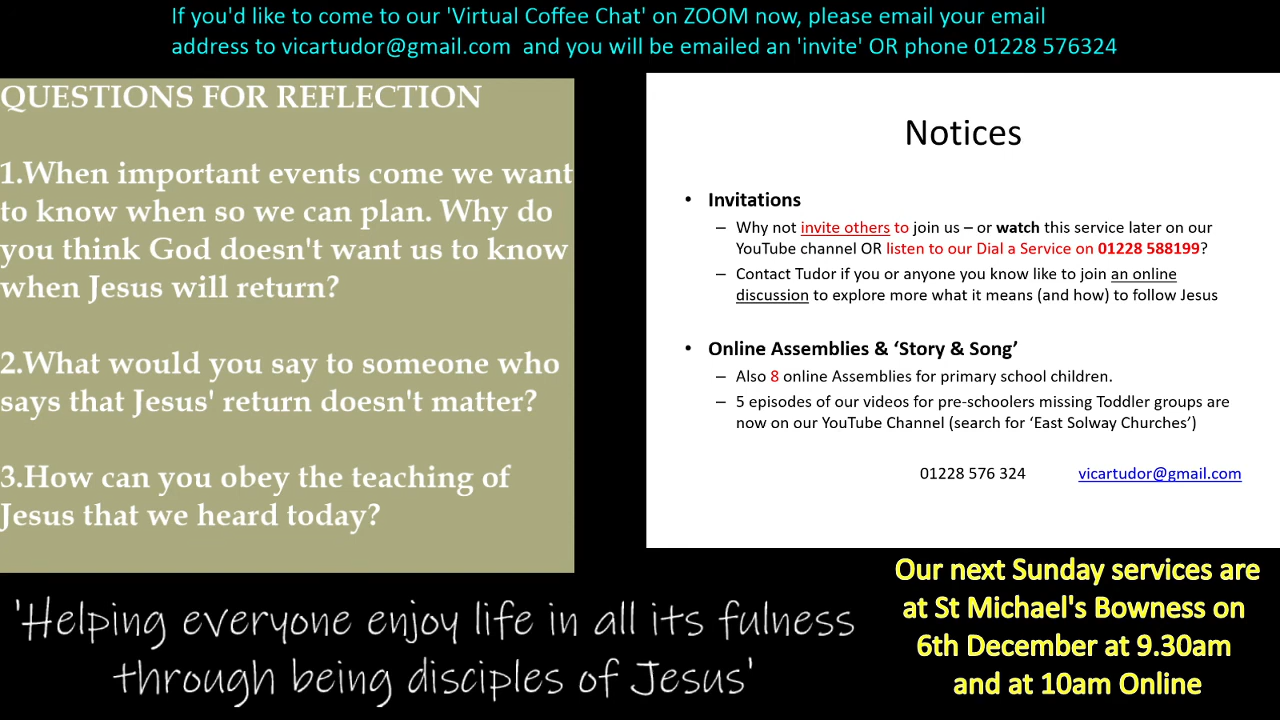 If you'd like to come to our 'Virtual Coffee Chat' on ZOOM now, please email your email
address to vicartudor@gmail.com and you will be emailed an 'invite' OR phone 01228 576324
QUESTIONS FOR REFLECTION
1.When important events come we want
to know when so we can plan. Why do
you think God doesn't want us to know
when Jesus will return?
2.What would you say to someone who
says that Jesus' return doesn't matter?
3.How can you obey the teaching of
Jesus that we heard today?
Notices
• Invitations
– Why not invite others to join us – or watch this service later on our
YouTube channel OR listen to our Dial a Service on 01228 588199?
– Contact Tudor if you or anyone you know like to join an online
discussion to explore more what it means (and how) to follow Jesus
• Online Assemblies & ‘Story & Song’
– Also 8 online Assemblies for primary school children.
– 5 episodes of our videos for pre-schoolers missing Toddler groups are
now on our YouTube Channel (search for ‘East Solway Churches’)
01228 576 324 vicartudor@gmail.com
'Helping everyone enjoy life in all its fulness
through being disciples of Jesus'
Our next Sunday services are
at St Michael's Bowness on
6th December at 9.30am
and at 10am Online